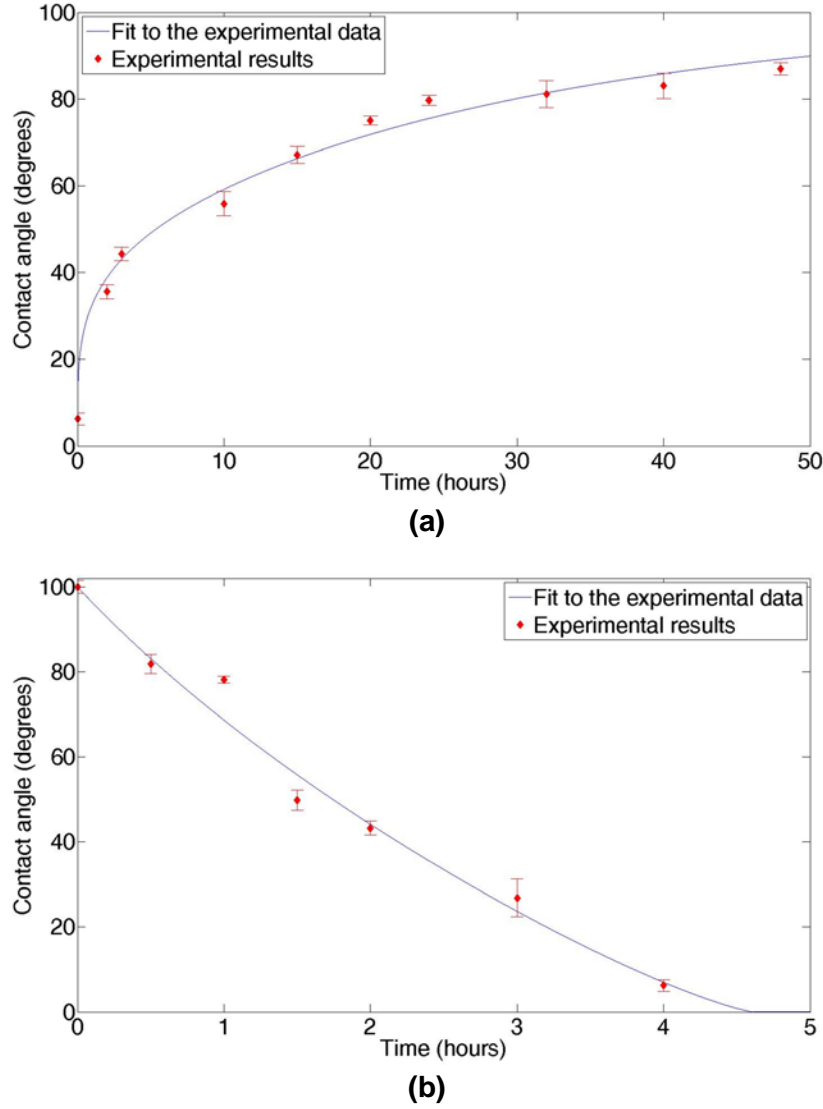 100
Fit to the experimental data
Experimental results
80
60
40
20
0
Contact angle (degrees)
0 10 20 30 40 50
Time (hours)
(a)
100
Fit to the experimental data
Experimental results
80
60
40
20
0
Contact angle (degrees)
0 1 2 3 4 5
Time (hours)
(b)